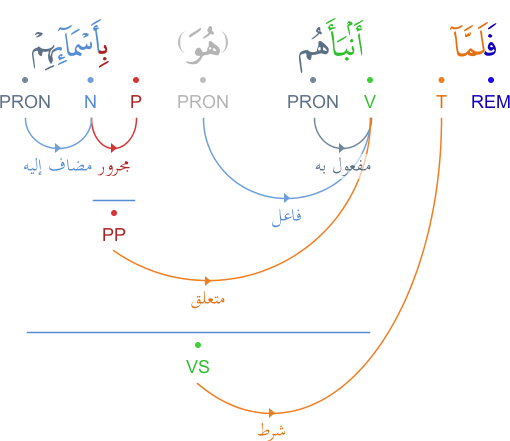 فَلَمَّآ أَنۢبَأَهُم (هُوَ) بِأَسْمَآئِهِمْ
REM T V PRON PRON P N PRON
مفعول به مجرور مضاف إليه
فاعل
PP
متعلق
VS
شرط